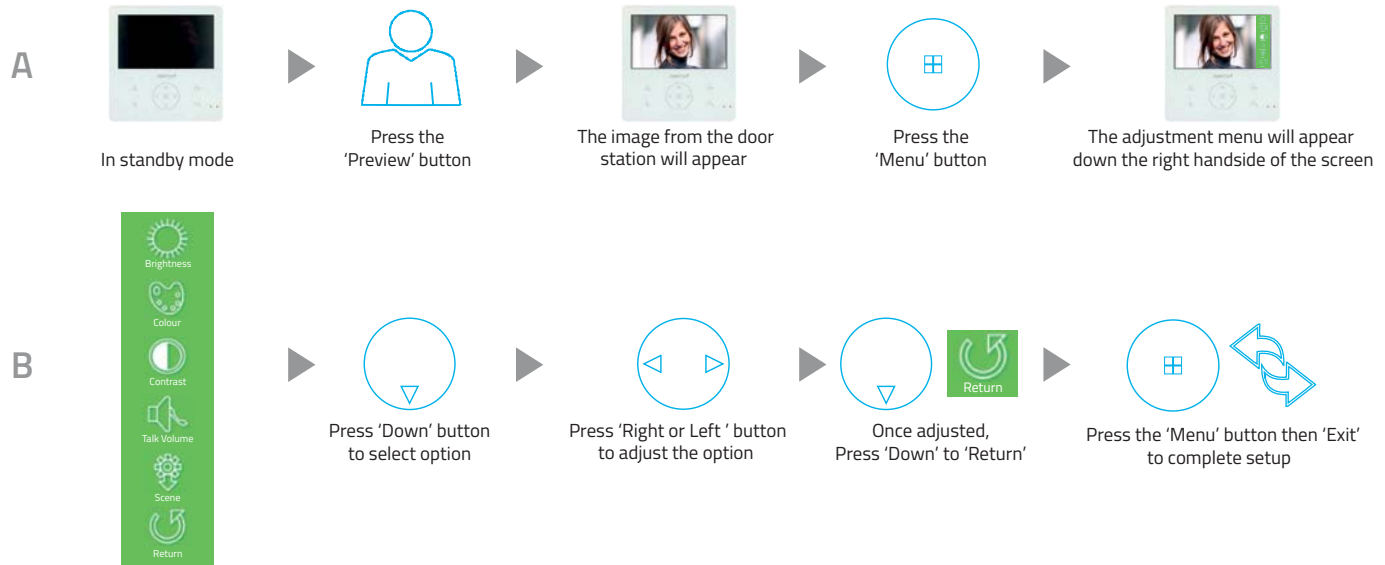 A
In standby mode
Press the
‘Preview’ button
The image from the door
station will appear
Press the
‘Menu’ button
The adjustment menu will appear
down the right handside of the screen
B
Brightness
Colour
Contrast
Talk Volume
Scene
Return
Press ‘Down’ button
to select option
Press ‘Right or Left ’ button
to adjust the option
Return
Once adjusted,
Press ‘Down’ to ‘Return’
Press the ‘Menu’ button then ‘Exit’
to complete setup